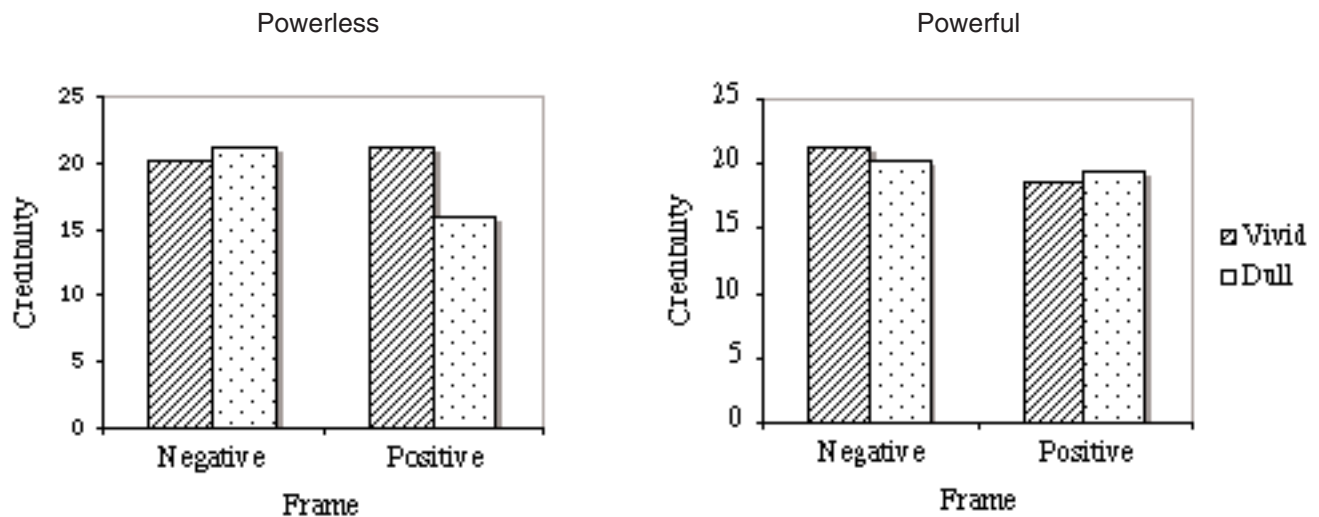 Powerless
Powerful
25
20
15
10
5
0
Credibility
Negative Positive
Frame
25
20
15
10
5
0
Credibility
Negative Positive
Frame
Vivid
Dull